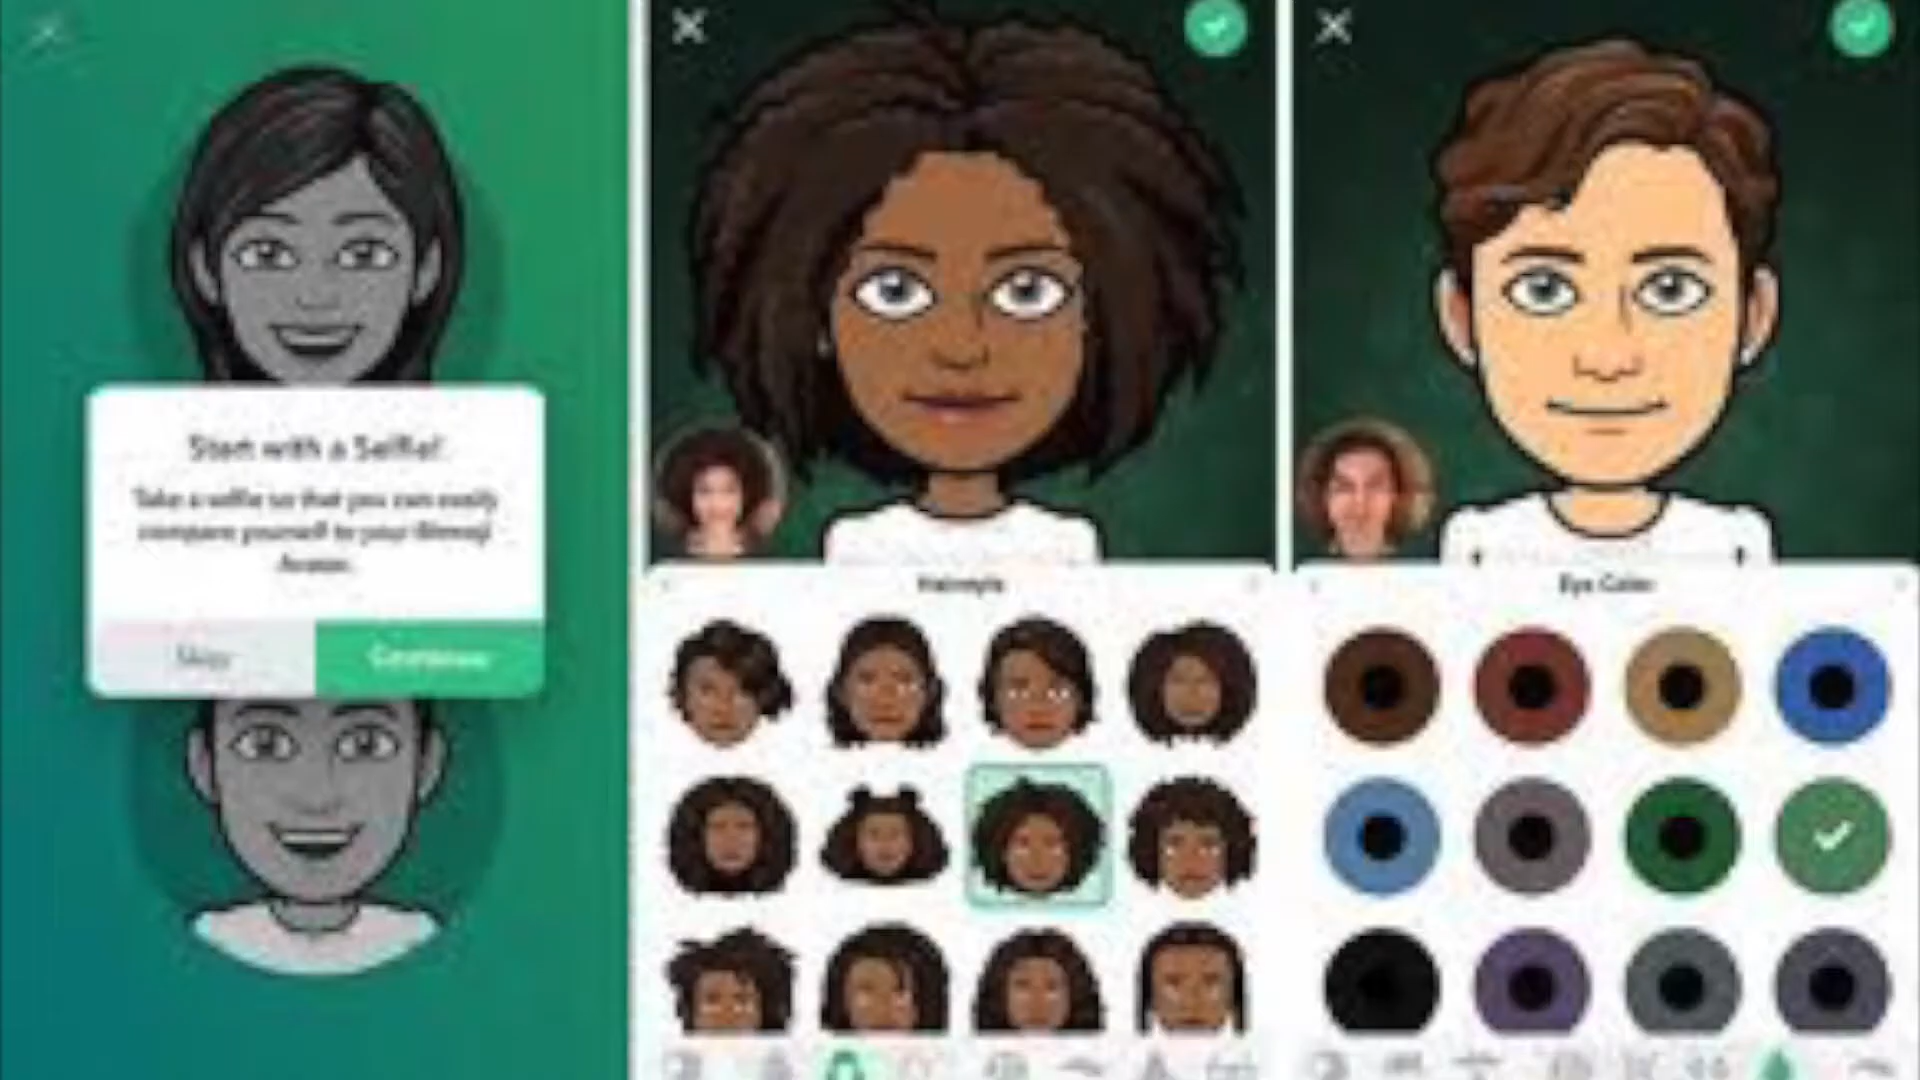 Start with a Selfie!
Take a selfie so that you can easily
compare yourself to your Bitmoji
Avatar.
Skip
Continue
Hairstyle
Eye Color